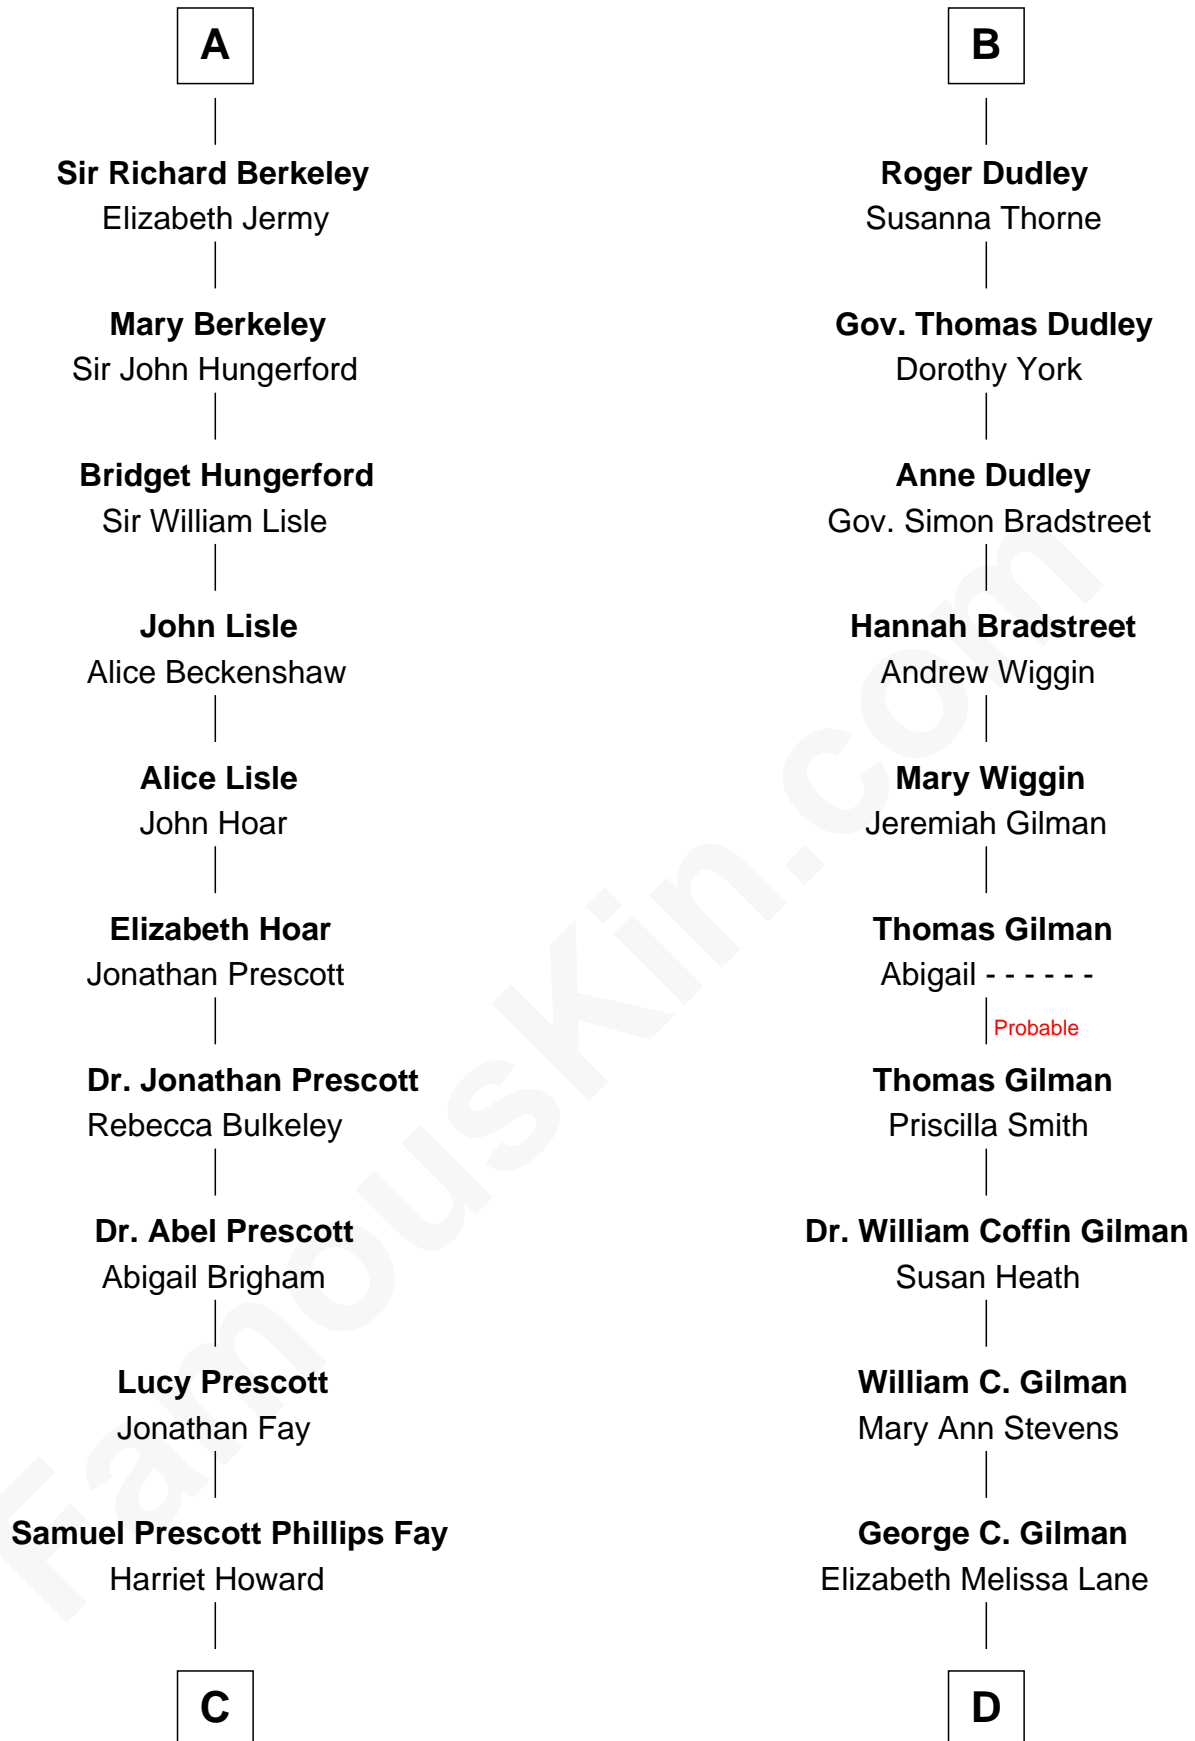 A
Sir Richard Berkeley
Elizabeth Jermy
Mary Berkeley
Sir John Hungerford
Bridget Hungerford
Sir William Lisle
John Lisle
Alice Beckenshaw
Alice Lisle
John Hoar
Elizabeth Hoar
Jonathan Prescott
Dr. Jonathan Prescott
Rebecca Bulkeley
Dr. Abel Prescott
Abigail Brigham
Lucy Prescott
Jonathan Fay
Samuel Prescott Phillips Fay
Harriet Howard
C
B
Roger Dudley
Susanna Thorne
Gov. Thomas Dudley
Dorothy York
Anne Dudley
Gov. Simon Bradstreet
Hannah Bradstreet
Andrew Wiggin
Mary Wiggin
Jeremiah Gilman
Thomas Gilman
Abigail - - - - - -
Probable
Thomas Gilman
Priscilla Smith
Dr. William Coffin Gilman
Susan Heath
William C. Gilman
Mary Ann Stevens
George C. Gilman
Elizabeth Melissa Lane
D
FamousKin.com